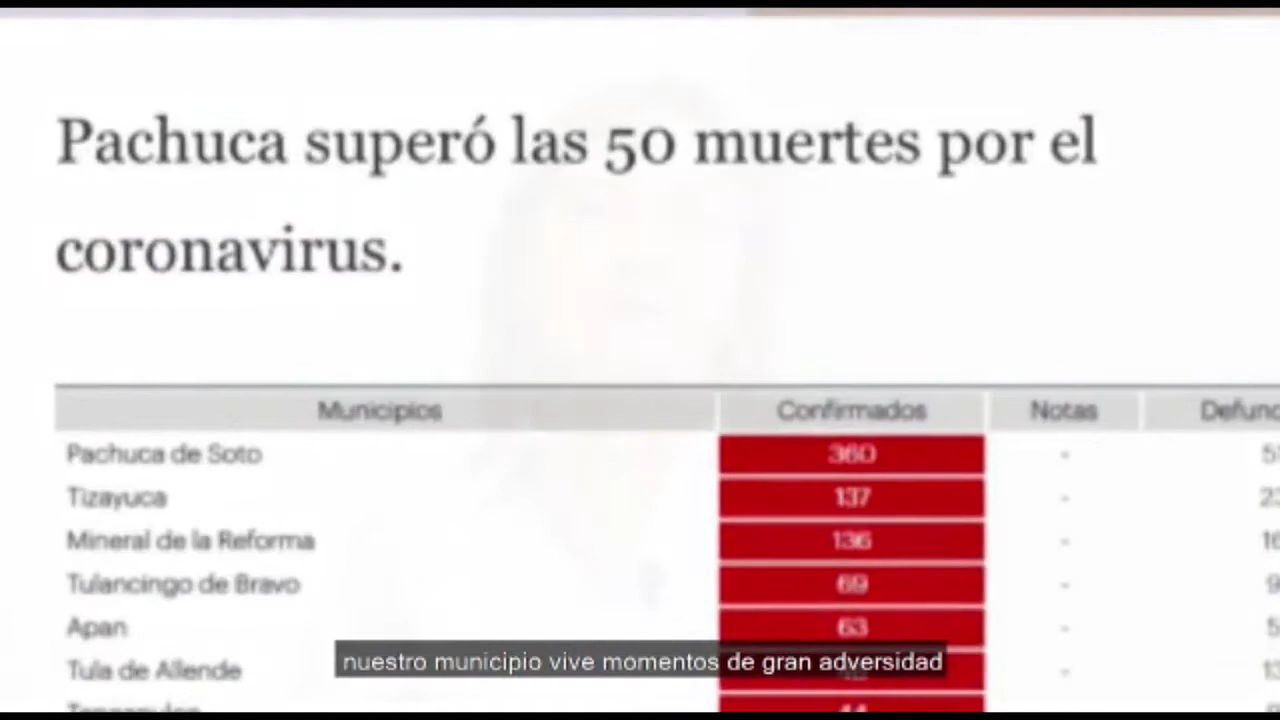 Pachuca superó las 50 muertes por el
coronavirus.
Municipios Confirmados Notas
Pachuca de Soto 360 -
Tizayuca 137 -
Mineral de la Reforma 136 -
Tulancingo de Bravo 69 -
Apan 63 -
Tula de Allende -
nuestro municipio vive momentos de gran adversidad
44